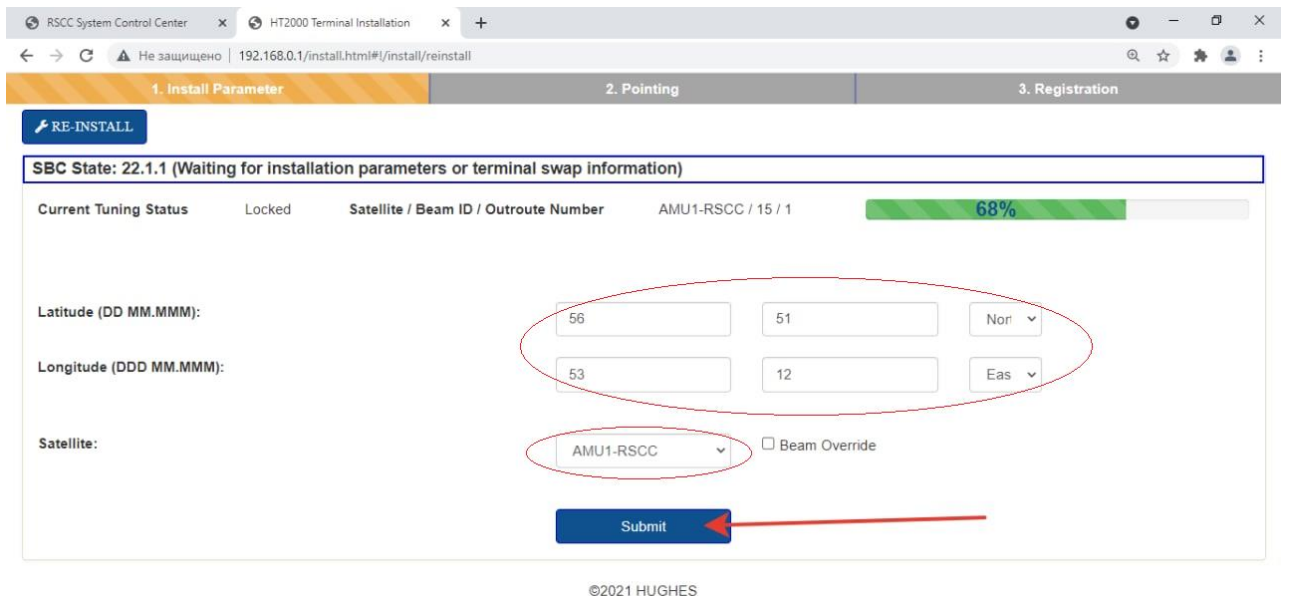 RSCC System Control Center
HT2000 Terminal Installation
Не защищено 192.168.0.1/install.html#!/install/reinstall
1. Install Parameter 2. Pointing 3. Registration
RE-INSTALL
SBC State: 22.1.1 (Waiting for installation parameters or terminal swap information)
Current Tuning Status Locked Satellite / Beam ID / Outroute Number AMU1-RSCC / 15 / 1 68%
Latitude (DD MM.MMM): 56 51 Nort
Longitude (DDD MM.MMM): 53 12 Eas
Satellite: AMU1-RSCC Beam Override
Submit
©2021 HUGHES